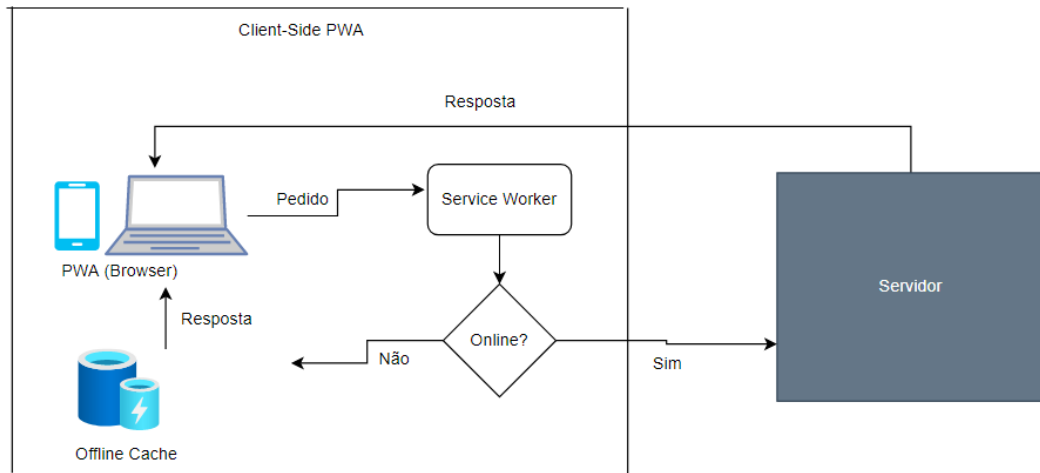 Client-Side PWA
Resposta
Pedido
Service Worker
PWA (Browser)
Servidor
Resposta
Online?
Não
Sim
Offline Cache